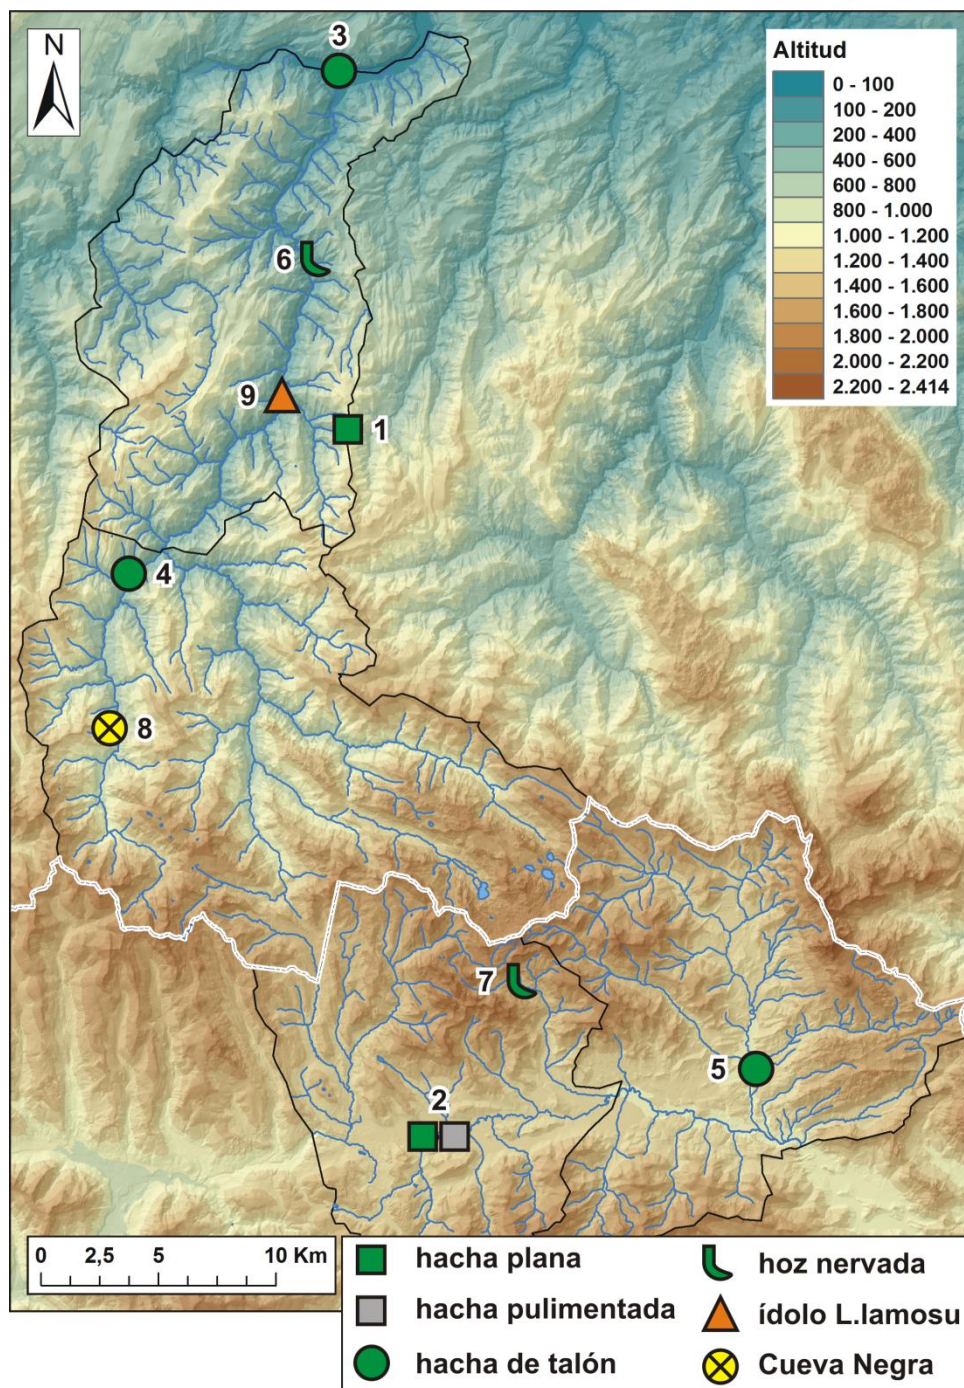 N
3
Altitud
0 - 100
100 - 200
200 - 400
400 - 600
600 - 800
800 - 1.000
1.000 - 1.200
1.200 - 1.400
1.400 - 1.600
1.600 - 1.800
1.800 - 2.000
2.000 - 2.200
2.200 - 2.414
6
9
1
4
8
7
5
2
0 2,5 5 10 Km
hacha plana
hacha pulimentada
hacha de talón
hoz nervada
ídolo L.lamosu
Cueva Negra